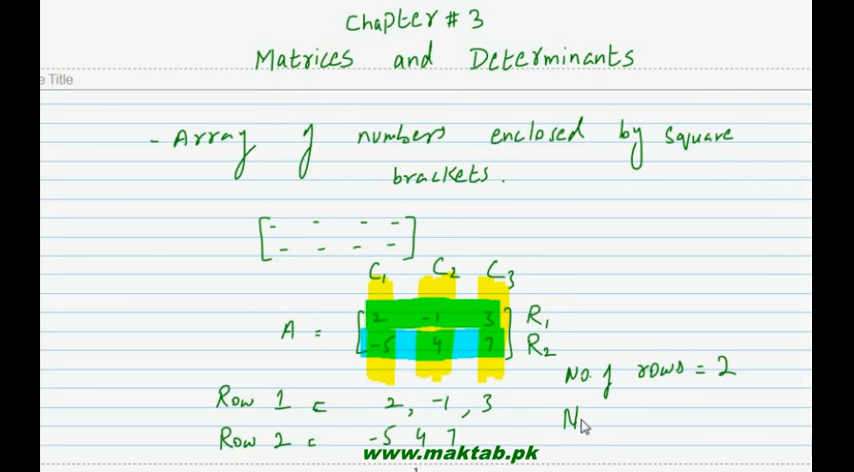 Chapter # 3
Matrices and Determinants
e Title
- Array of numbers enclosed by square
brackets.
[- - - -
- - - -]
C1 C2 C3
A = [2 -1 3] R1
[-5 4 7] R2
No. of rows = 2
Row 1 = 2, -1, 3
N
Row 2 = -5 4 7
www.maktab.pk